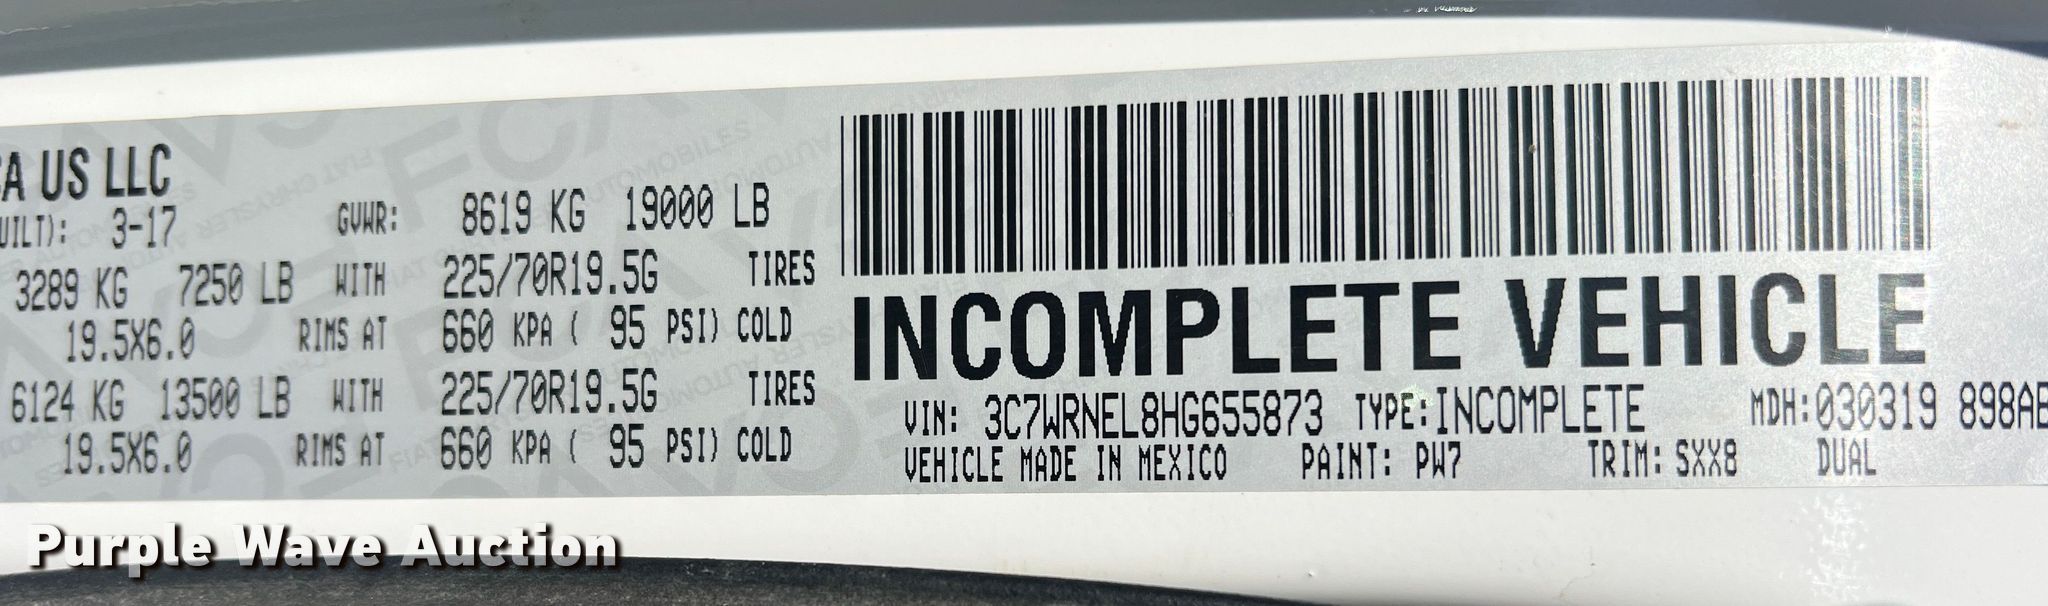 CA US LLC
UILT): 3-17 GVWR: 8619 KG 19000 LB
3289 KG 7250 LB WITH 225/70R19.5G TIRES
19.5X6.0 RIMS AT 660 KPA ( 95 PSI) COLD
6124 KG 13500 LB WITH 225/70R19.5G TIRES
19.5X6.0 RIMS AT 660 KPA ( 95 PSI) COLD
INCOMPLETE VEHICLE
VIN: 3C7WRNEL8HG655873 TYPE: INCOMPLETE MDH: 030319 898AB
VEHICLE MADE IN MEXICO PAINT: PW7 TRIM: SXX8 DUAL
Purple Wave Auction